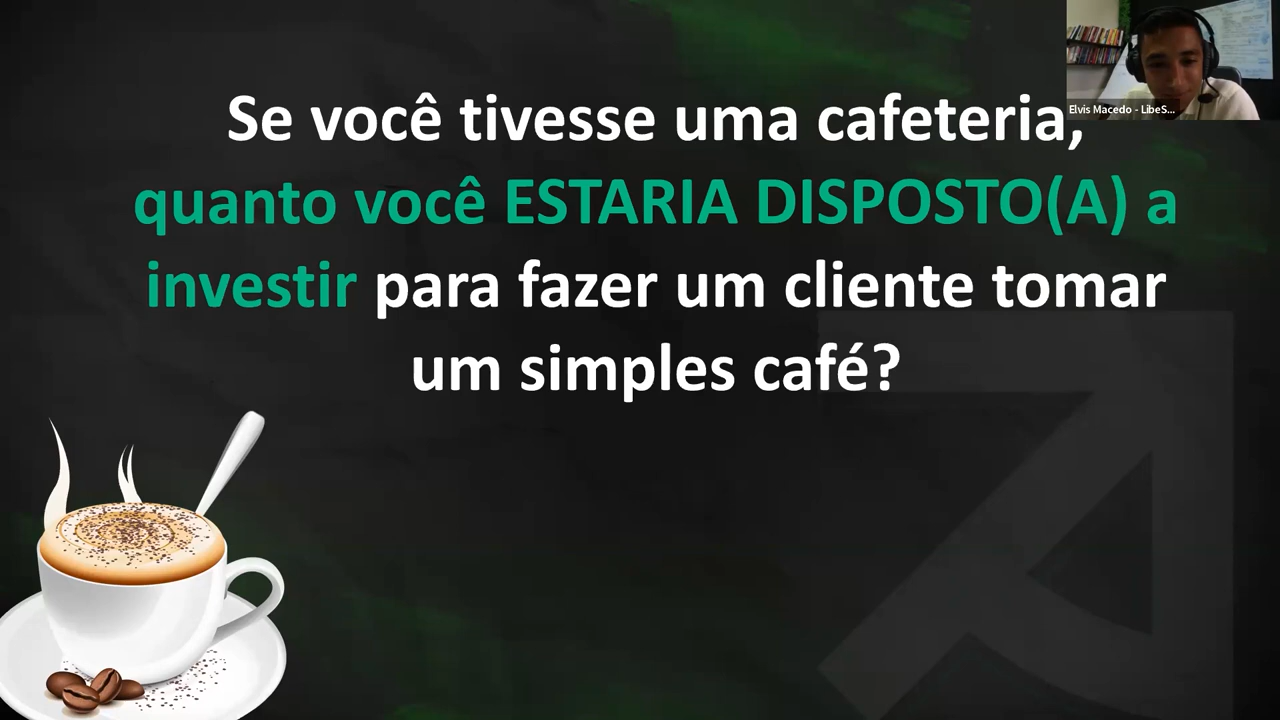 Se você tivesse uma cafeteria,
quanto você ESTARIA DISPOSTO(A) a
investir para fazer um cliente tomar
um simples café?
Elvis Macedo - LibeS...